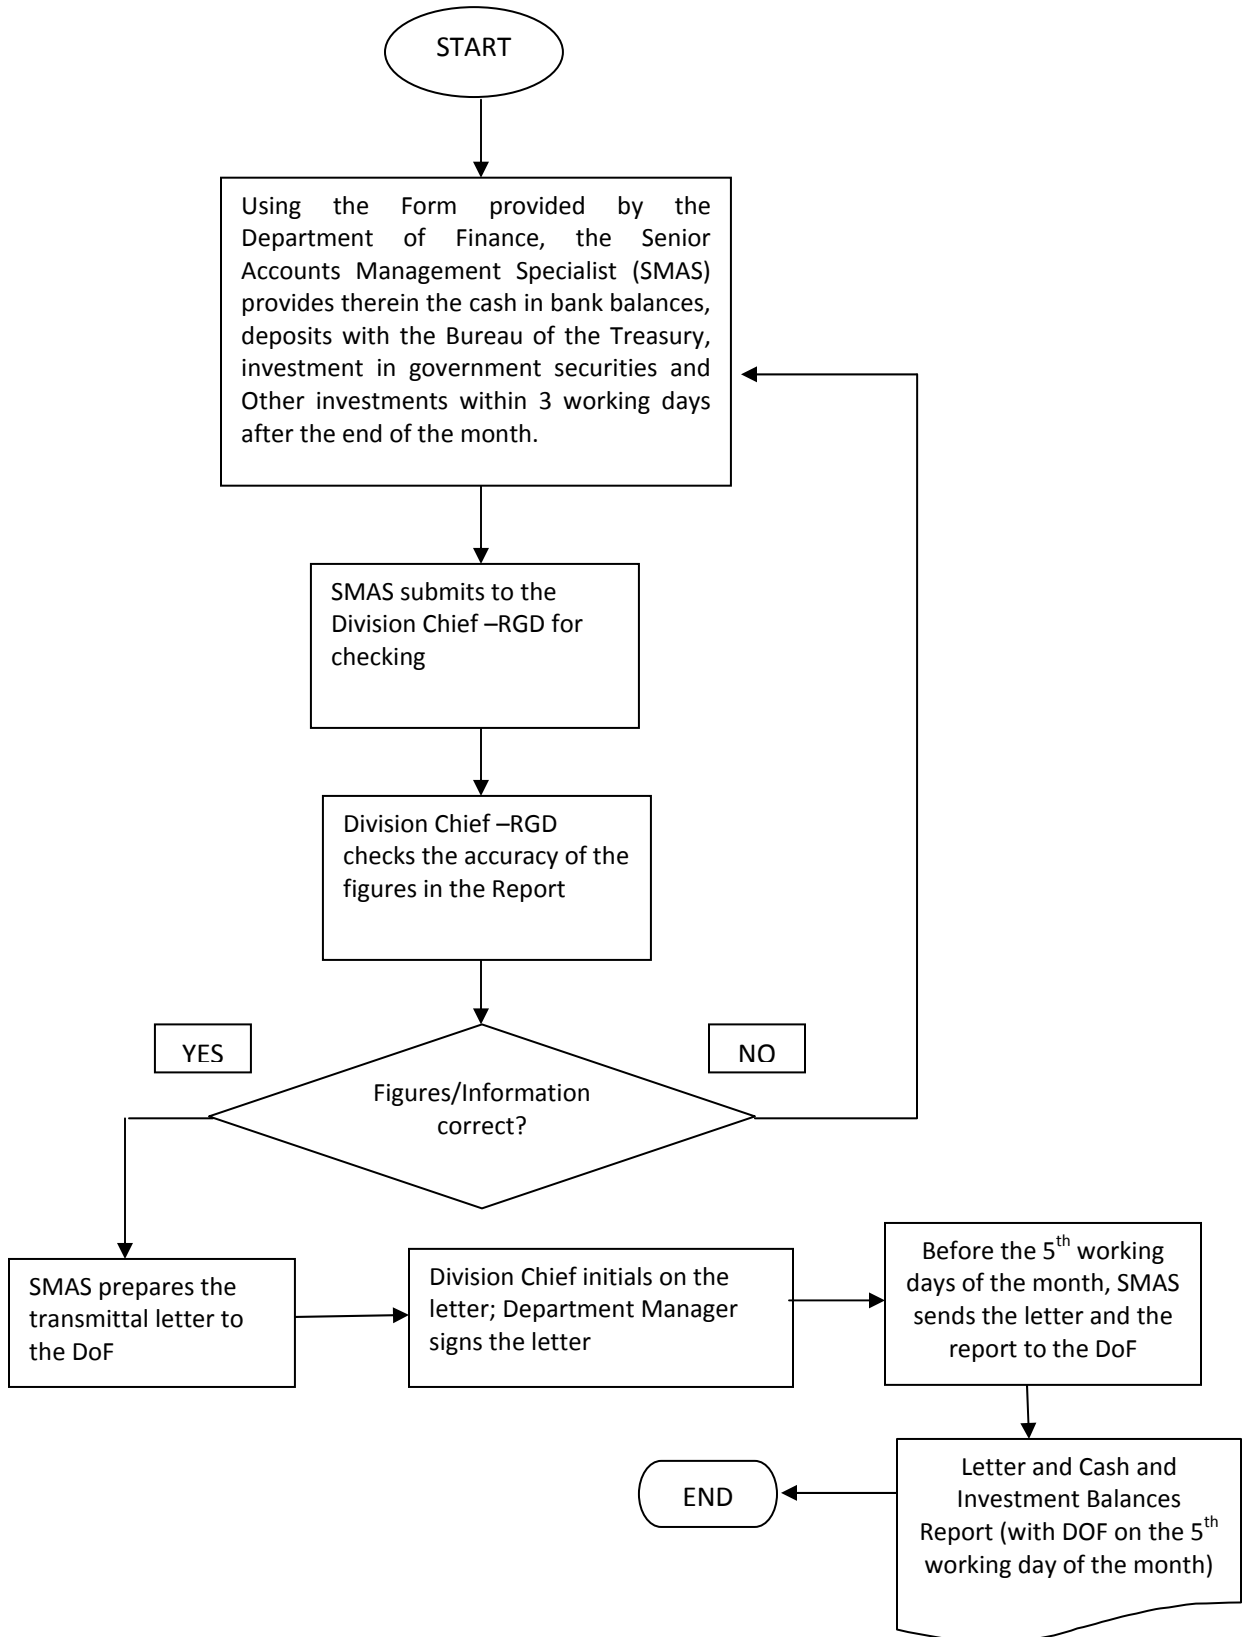 START
Using the Form provided by the
Department of Finance, the Senior
Accounts Management Specialist (SMAS)
provides therein the cash in bank balances,
deposits with the Bureau of the Treasury,
investment in government securities and
Other investments within 3 working days
after the end of the month.
SMAS submits to the
Division Chief –RGD for
checking
Division Chief –RGD
checks the accuracy of the
figures in the Report
YES
NO
Figures/Information
correct?
SMAS prepares the
transmittal letter to
the DoF
Division Chief initials on the
letter; Department Manager
signs the letter
Before the 5th working
days of the month, SMAS
sends the letter and the
report to the DoF
Letter and Cash and
Investment Balances
Report (with DOF on the 5th
working day of the month)
END